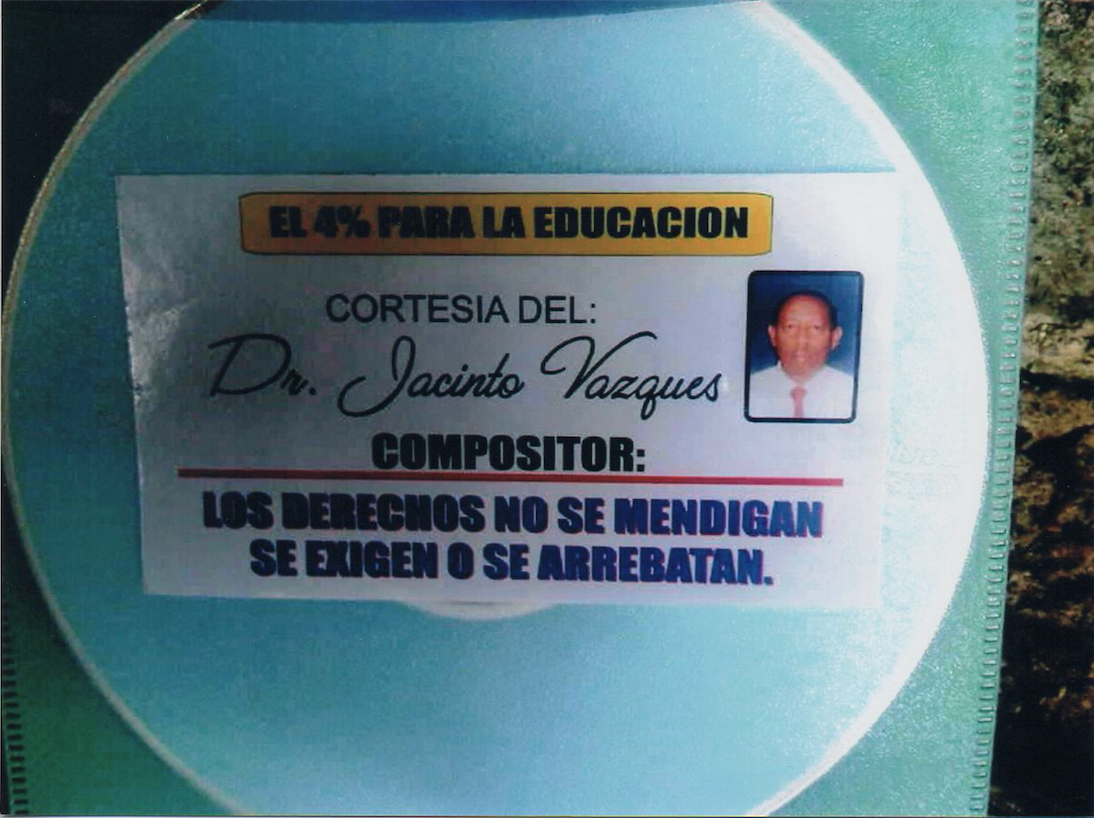 EL 4% PARA LA EDUCACION
CORTESIA DEL:
Dr. Jacinto Vazques
COMPOSITOR:
LOS DERECHOS NO SE MENDIGAN
SE EXIGEN O SE ARREBATAN.